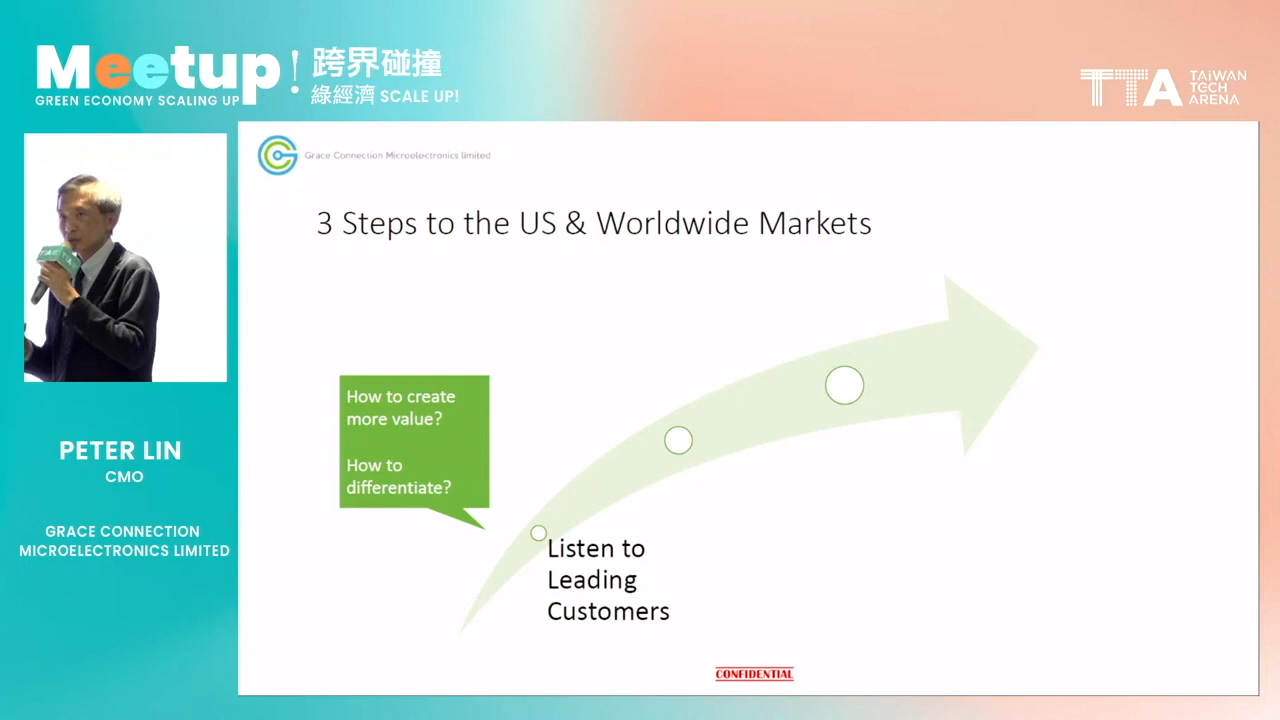 Meetup!
GREEN ECONOMY SCALING UP
跨界碰撞
綠經濟 SCALE UP!
TTA TAIWAN
TECH
ARENA
Grace Connection Microelectronics limited
3 Steps to the US & Worldwide Markets
How to create
more value?
How to
differentiate?
Listen to
Leading
Customers
CONFIDENTIAL
PETER LIN
CMO
GRACE CONNECTION
MICROELECTRONICS LIMITED